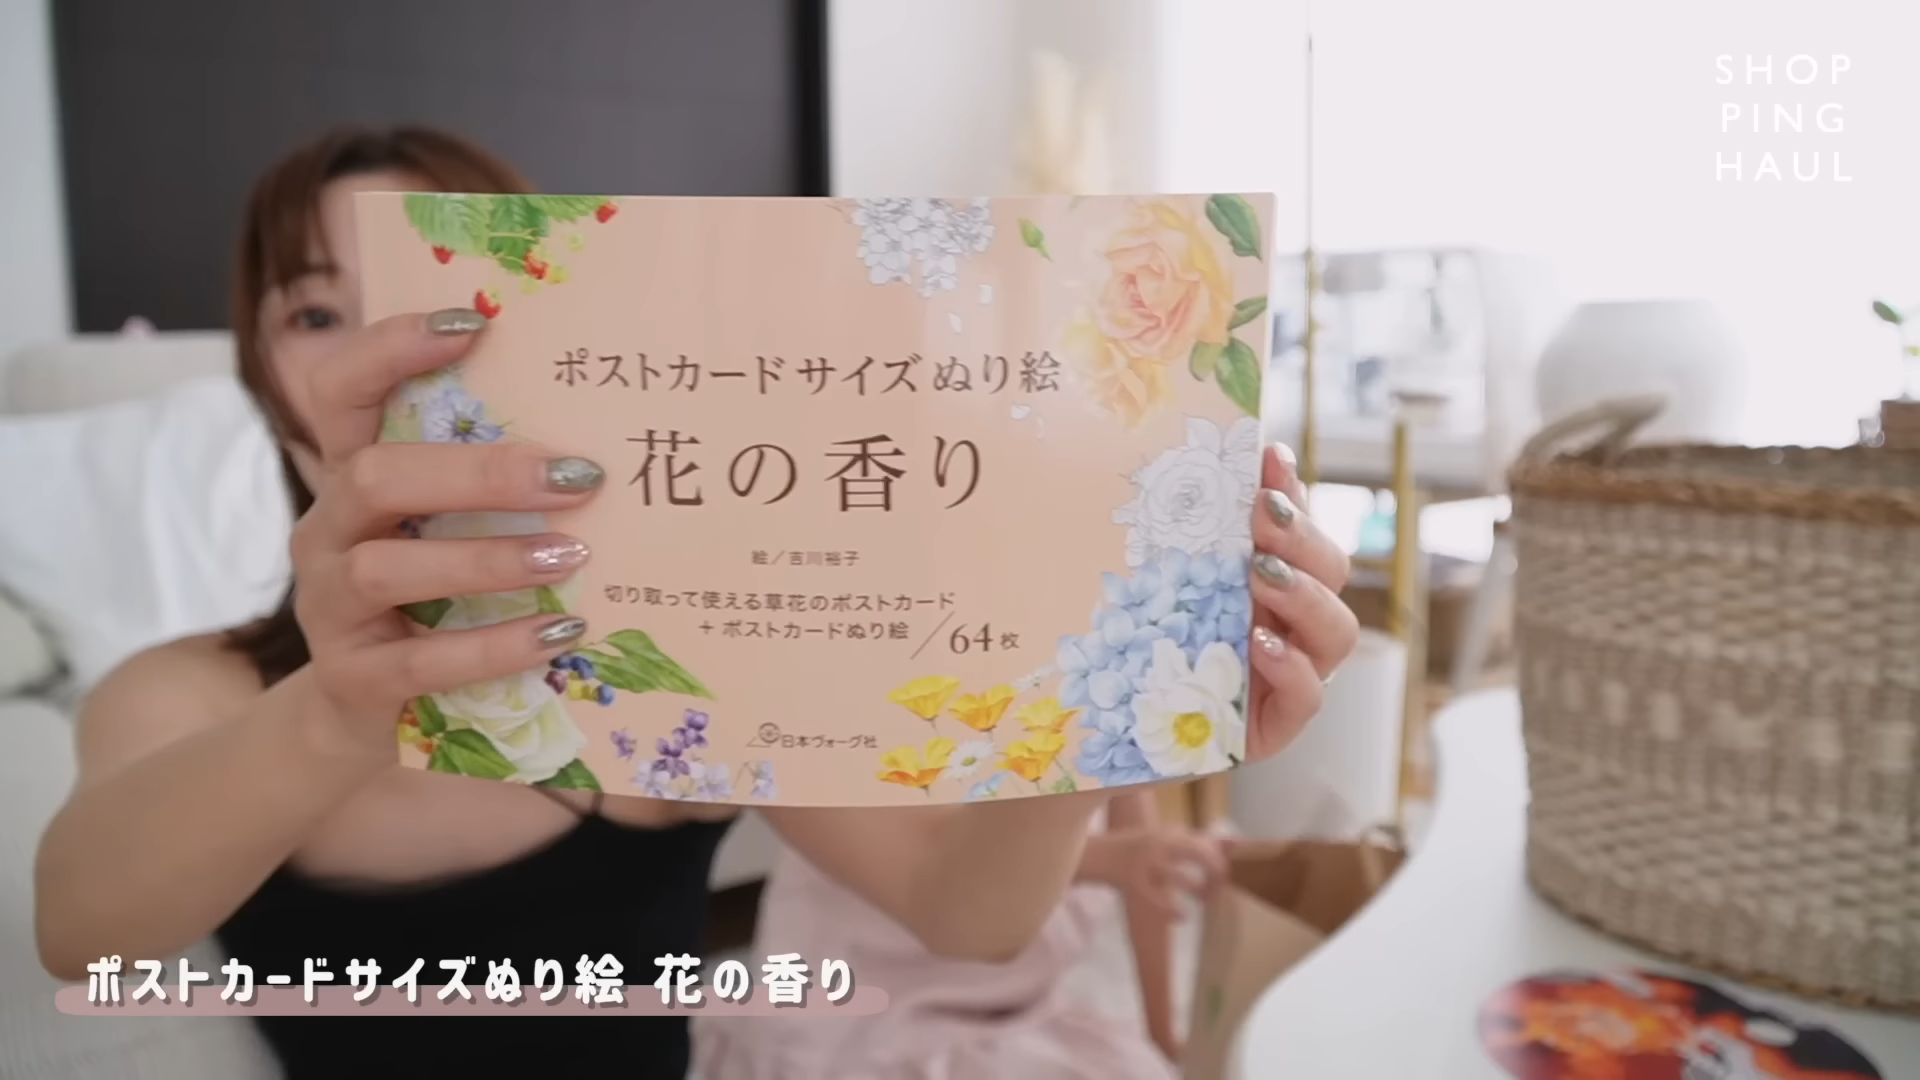 SHOP
PING
HAUL
ポストカードサイズぬり絵
花の香り
絵／吉川裕子
切り取って使える草花のポストカード
＋ポストカードぬり絵／64枚
日本ヴォーグ社
ポストカードサイズぬり絵 花の香り